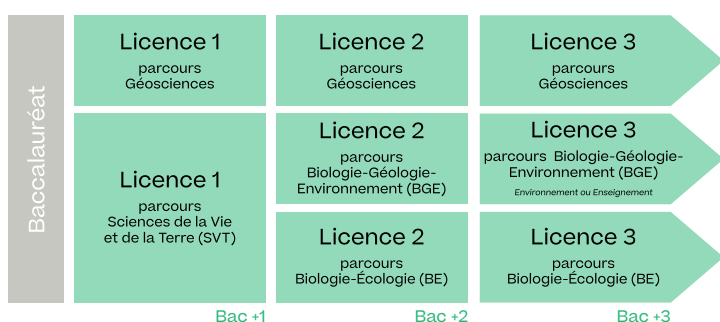 Baccalauréat
Licence 1
parcours
Géosciences
Licence 2
parcours
Géosciences
Licence 3
parcours
Géosciences
Licence 1
parcours
Sciences de la Vie
et de la Terre (SVT)
Licence 2
parcours
Biologie-Géologie-
Environnement (BGE)
Licence 3
parcours Biologie-Géologie-
Environnement (BGE)
Environnement ou Enseignement
Licence 2
parcours
Biologie-Écologie (BE)
Licence 3
parcours
Biologie-Écologie (BE)
Bac +1
Bac +2
Bac +3